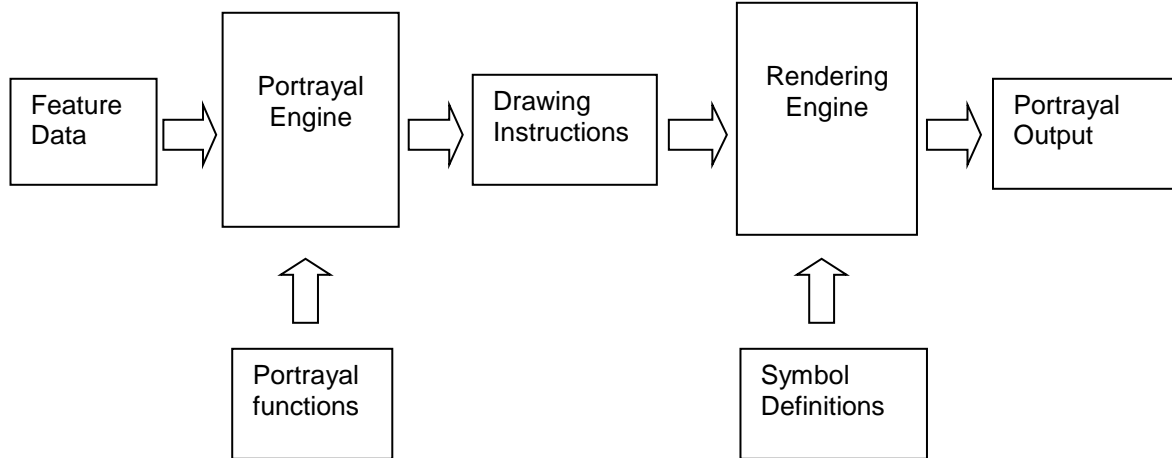 Feature
Data
Portrayal
Engine
Drawing
Instructions
Rendering
Engine
Portrayal
Output
Portrayal
functions
Symbol
Definitions